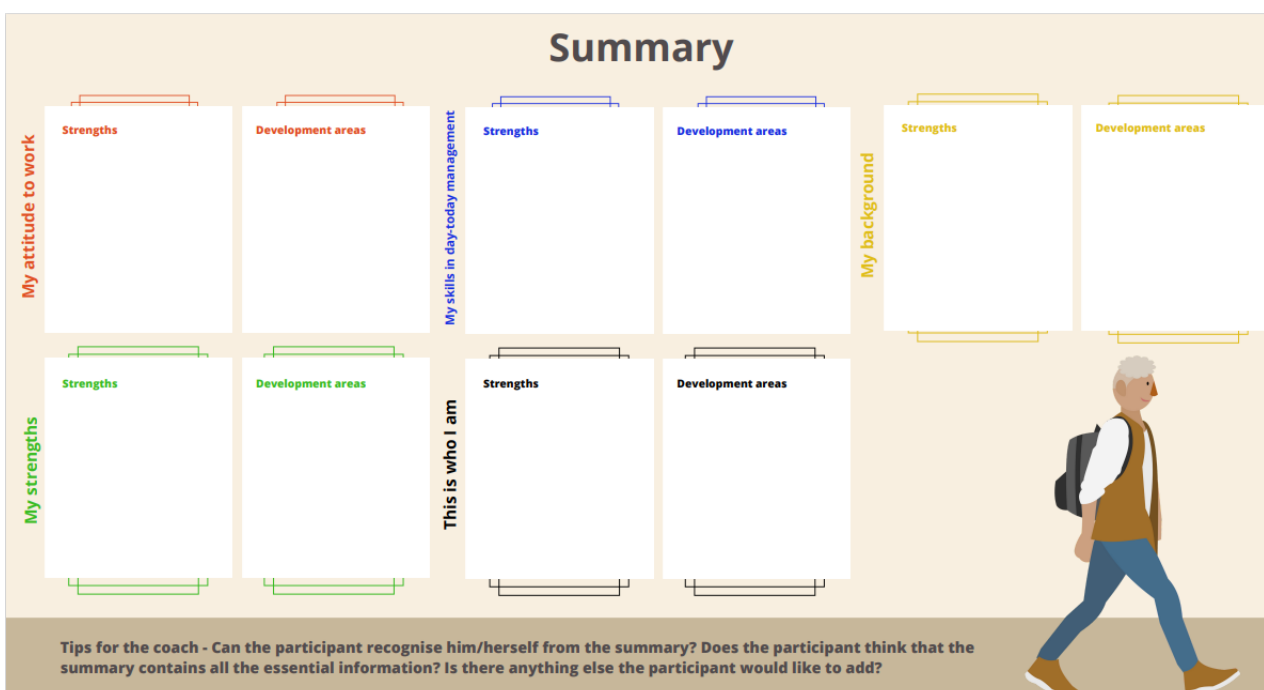 Summary
My attitude to work
Strengths
Development areas
My skills in day-today management
Strengths
Development areas
My background
Strengths
Development areas
My strengths
Strengths
Development areas
This is who I am
Strengths
Development areas
Tips for the coach - Can the participant recognise him/herself from the summary? Does the participant think that the
summary contains all the essential information? Is there anything else the participant would like to add?